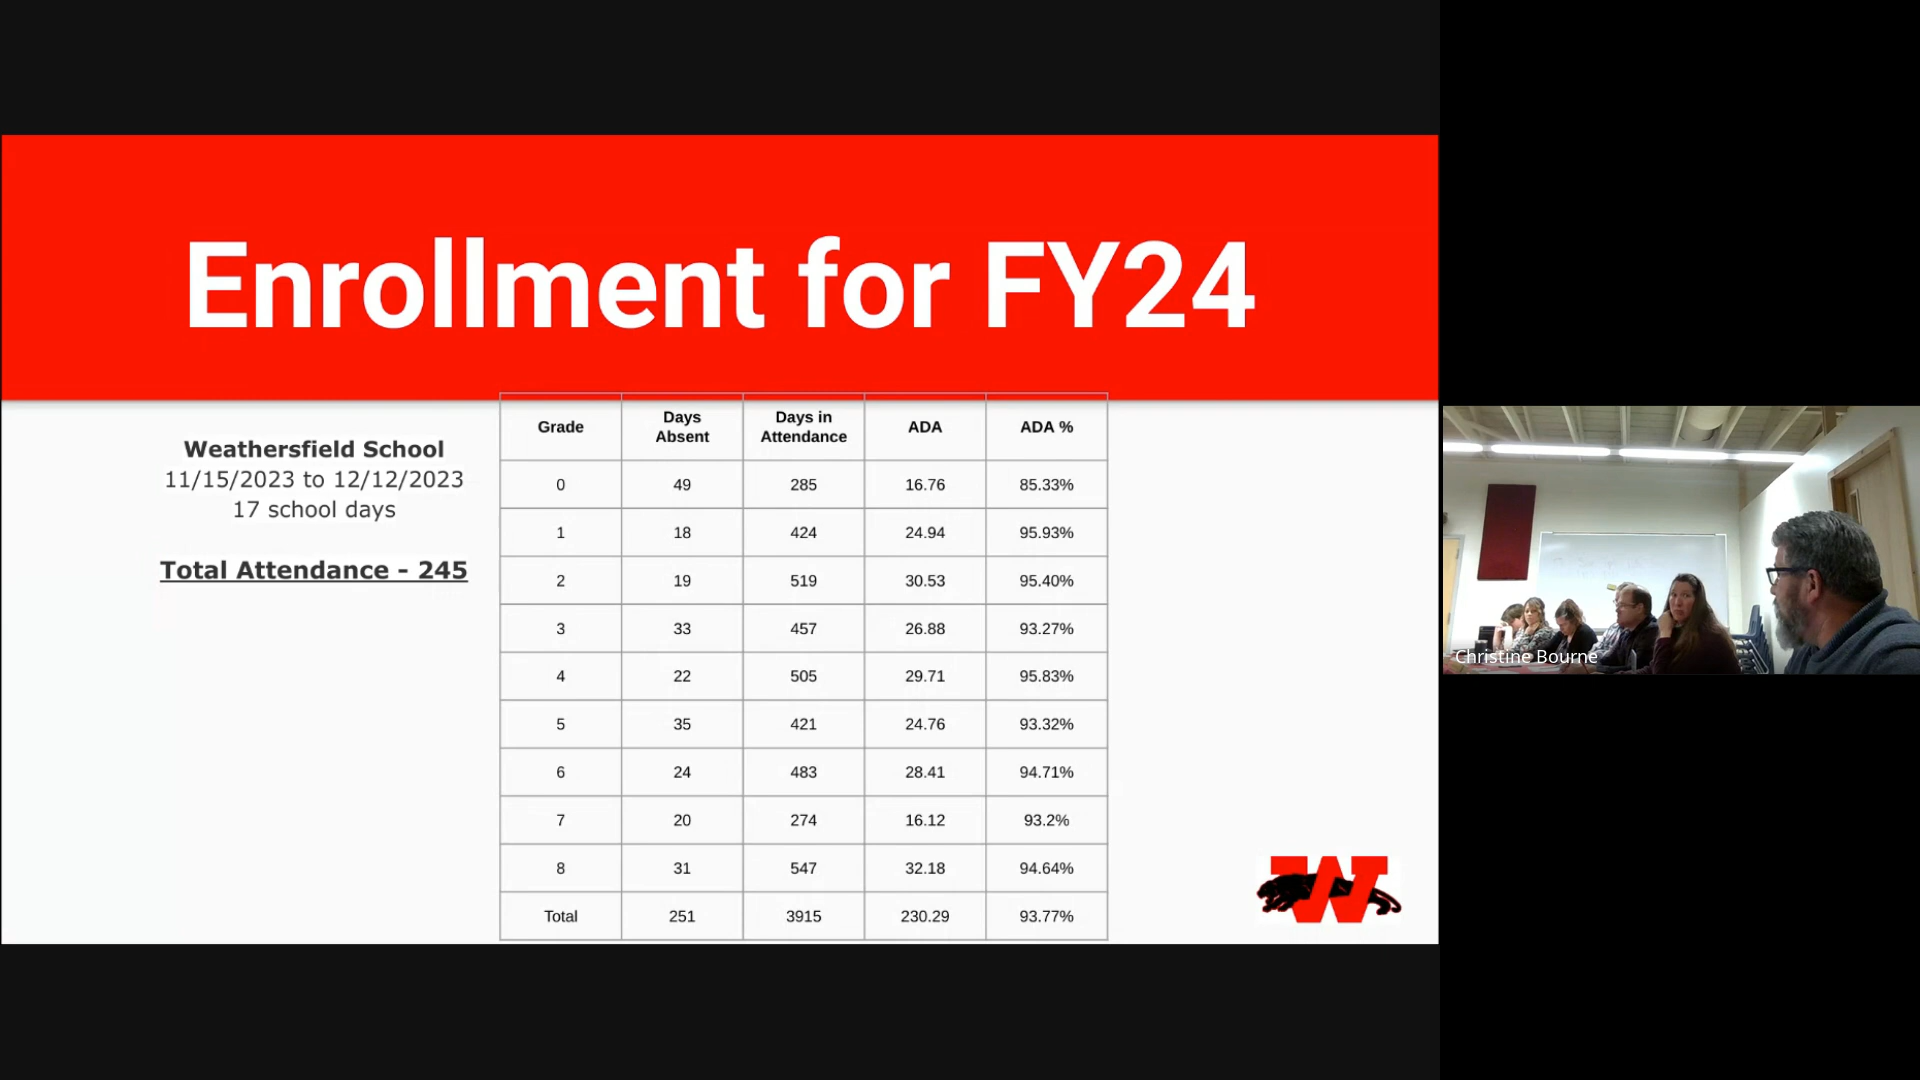 Enrollment for FY24
Weathersfield School
11/15/2023 to 12/12/2023
17 school days
Total Attendance - 245
Grade Days Absent Days in Attendance ADA ADA %
0 49 285 16.76 85.33%
1 18 424 24.94 95.93%
2 19 519 30.53 95.40%
3 33 457 26.88 93.27%
4 22 505 29.71 95.83%
5 35 421 24.76 93.32%
6 24 483 28.41 94.71%
7 20 274 16.12 93.2%
8 31 547 32.18 94.64%
Total 251 3915 230.29 93.77%
W
Christine Bourne